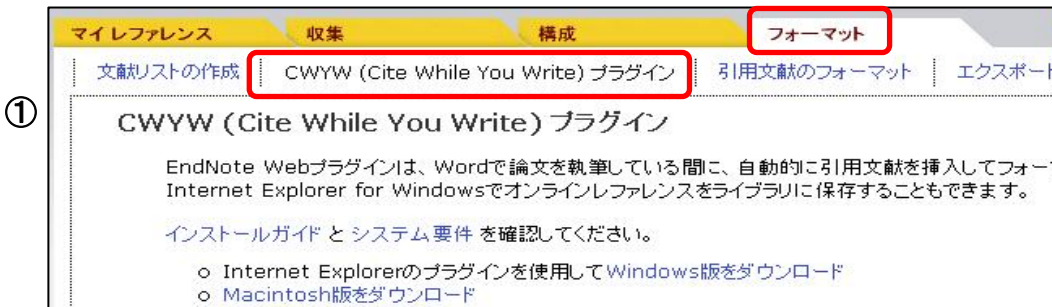 マイ レファレンス 収集 構成 フォーマット
文献リストの作成 CWYW (Cite While You Write) プラグイン 引用文献のフォーマット エクスポート
①
CWYW (Cite While You Write) プラグイン
EndNote Webプラグインは、Wordで論文を執筆している間に、自動的に引用文献を挿入してフォー
Internet Explorer for Windowsでオンラインレファレンスをライブラリに保存することもできます。
インストールガイド と システム要件 を確認してください。
o Internet Explorerのプラグインを使用してWindows版をダウンロード
o Macintosh版をダウンロード